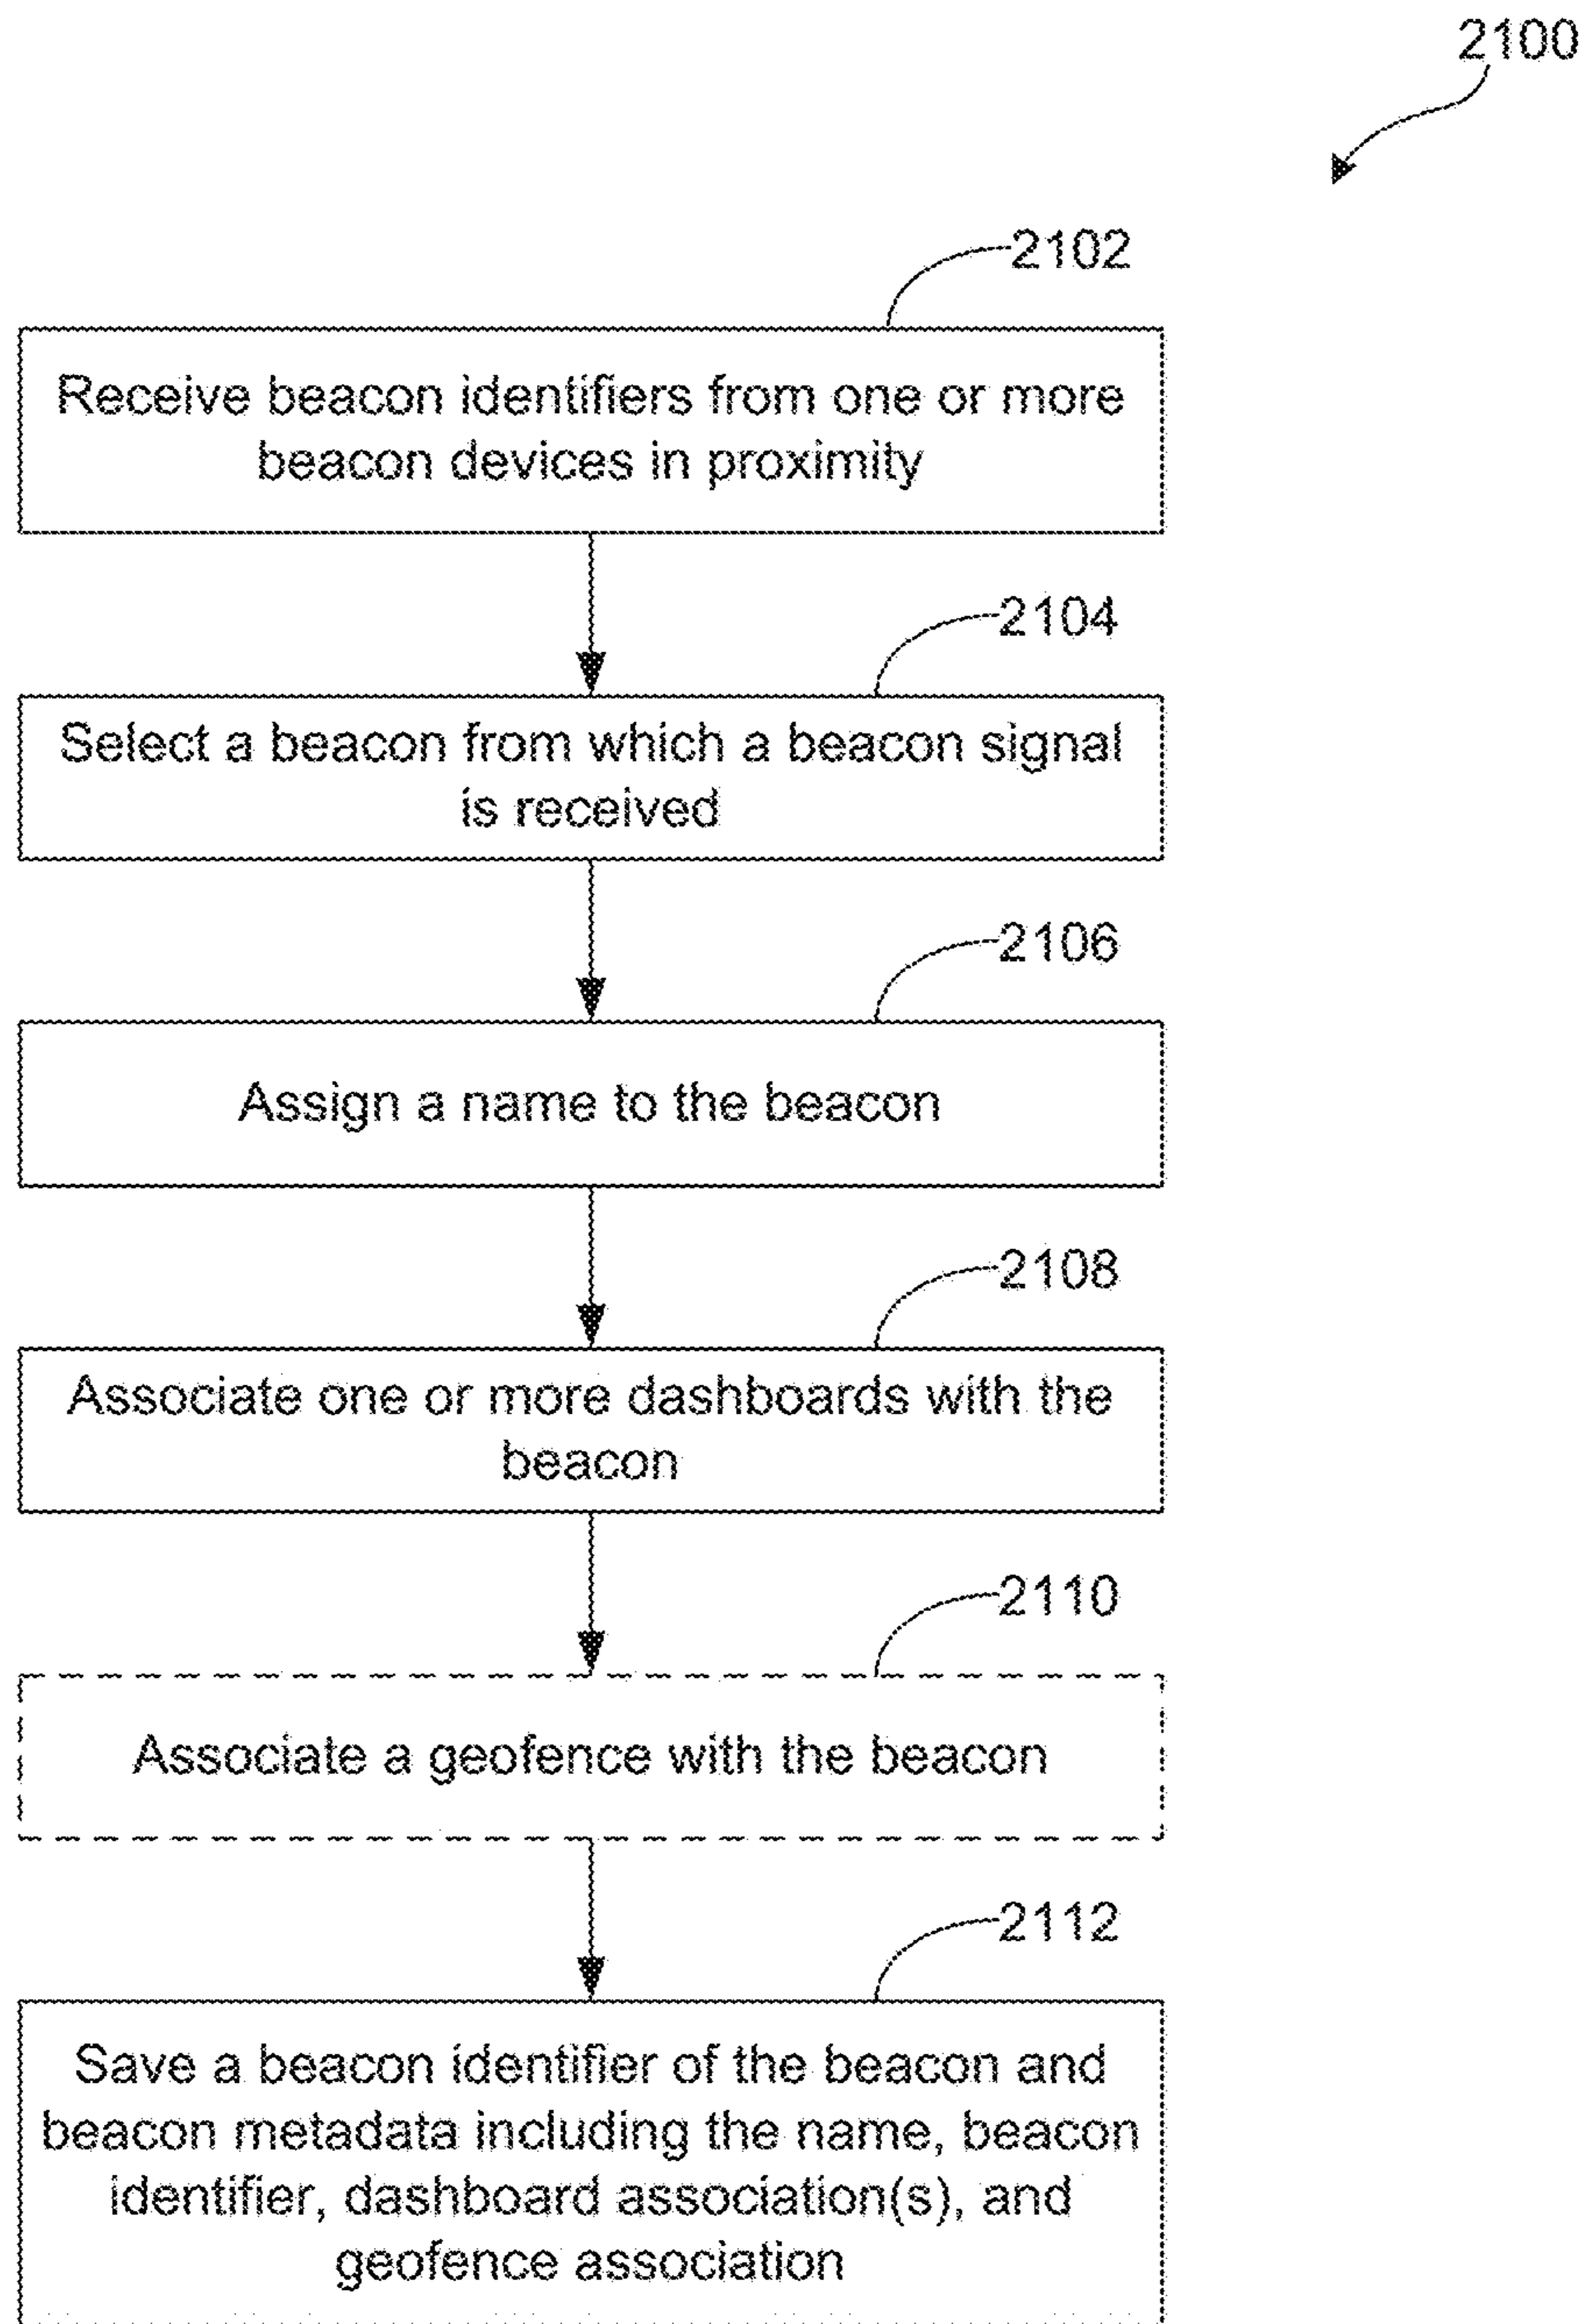 2100
2102
Receive beacon identifiers from one or more
beacon devices in proximity
2104
Select a beacon from which a beacon signal
is received
2106
Assign a name to the beacon
2108
Associate one or more dashboards with the
beacon
2110
Associate a geofence with the beacon
2112
Save a beacon identifier of the beacon and
beacon metadata including the name, beacon
identifier, dashboard association(s), and
geofence association